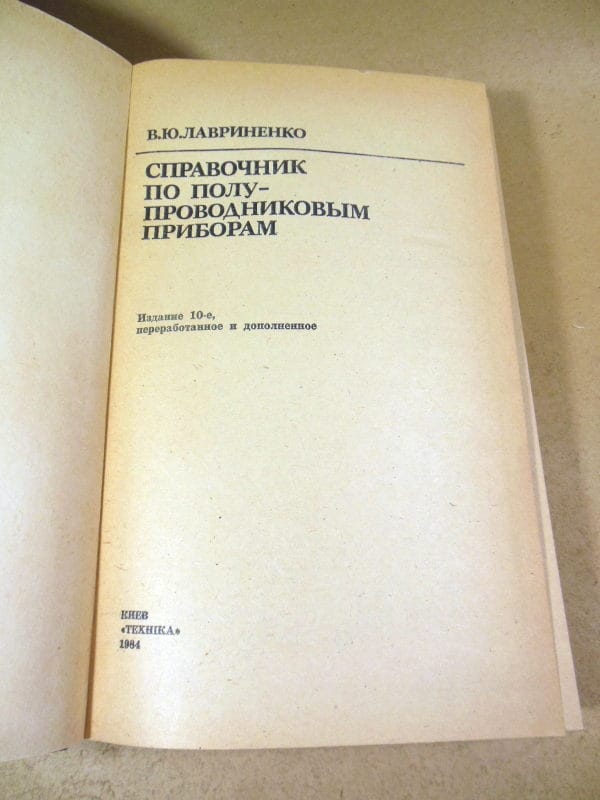 В.Ю.ЛАВРИНЕНКО
СПРАВОЧНИК
ПО ПОЛУ-
ПРОВОДНИКОВЫМ
ПРИБОРАМ
Издание 10-е,
переработанное и дополненное
КИЕВ
«ТЕХНІКА»
1984